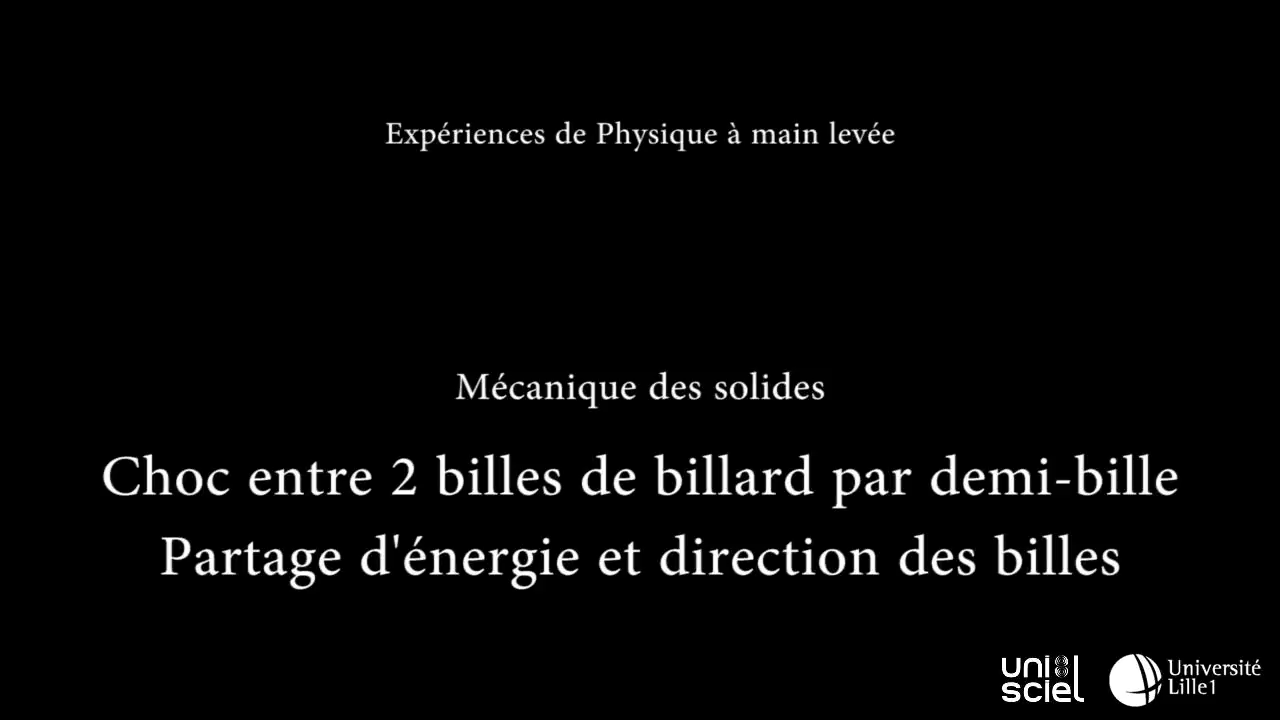 Expériences de Physique à main levée
Mécanique des solides
Choc entre 2 billes de billard par demi-bille
Partage d'énergie et direction des billes
uni
sciel
Université
Lille1